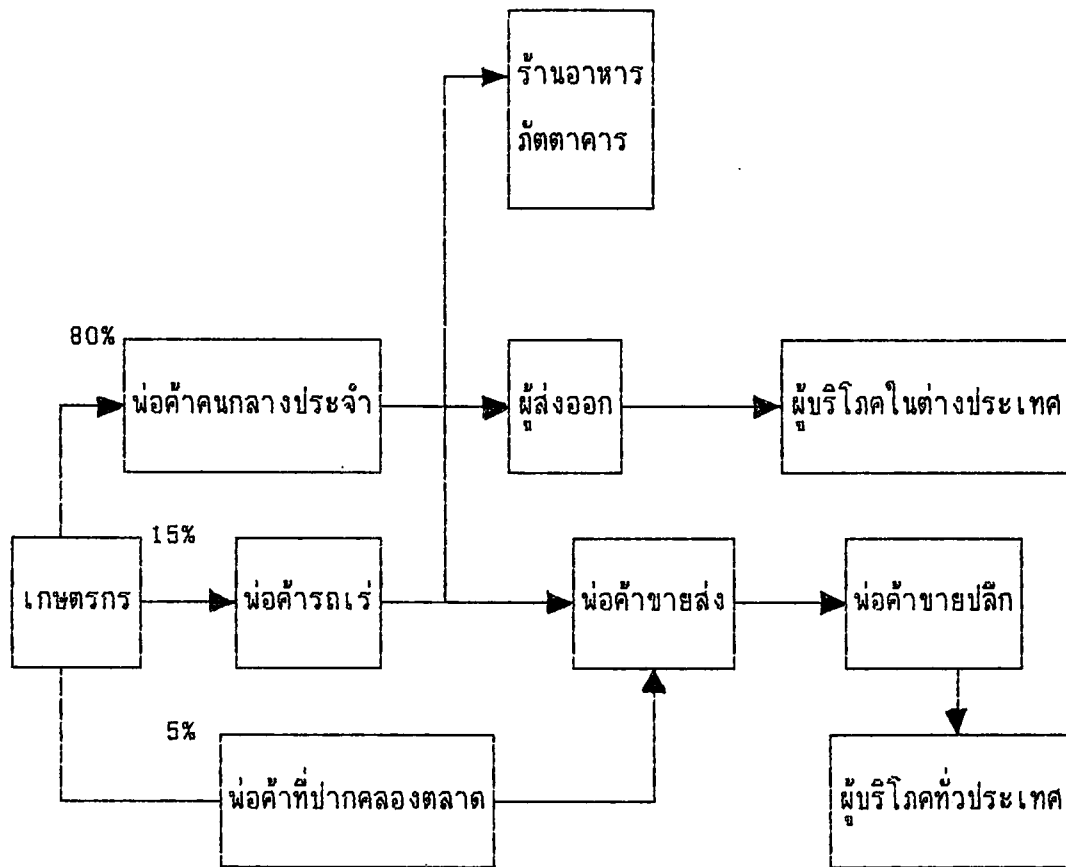 ร้านอาหาร
ภัตตาคาร
80%
พ่อค้าคนกลางประจำ
ผู้ส่งออก
ผู้บริโภคในต่างประเทศ
15%
เกษตรกร
พ่อค้ารถเร่
พ่อค้าขายส่ง
พ่อค้าขายปลีก
5%
พ่อค้าที่ปากคลองตลาด
ผู้บริโภคทั่วประเทศ